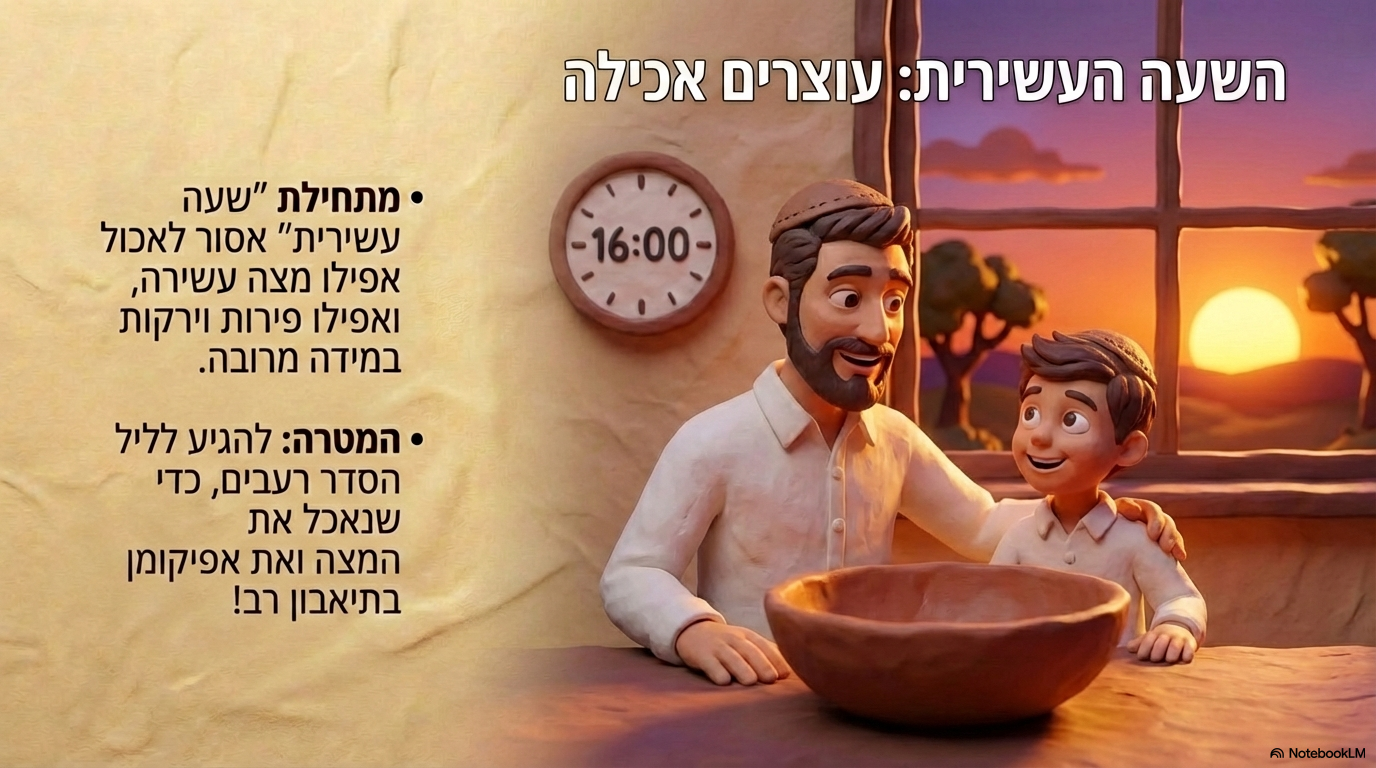 השעה העשירית: עוצרים אכילה
16:00
• מתחילת "שעה
עשירית" אסור לאכול
אפילו מצה עשירה,
ואפילו פירות וירקות
במידה מרובה.
• המטרה: להגיע לליל
הסדר רעבים, כדי
שנאכל את
המצה ואת אפיקומן
בתיאבון רב!
NotebookLM